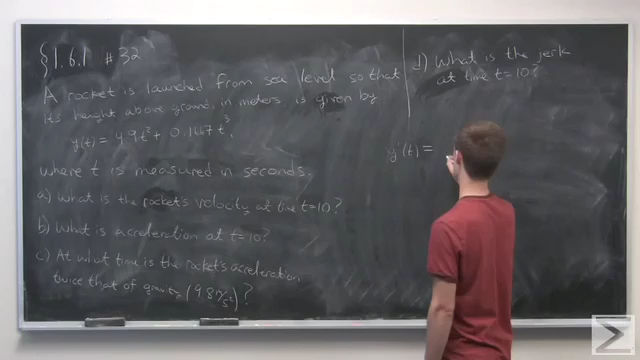 §1.6.1 #32
A rocket is launched from sea level so that
its height above ground, in meters, is given by
y(t) = 4.9t² + 0.1667t³,
where t is measured in seconds.
a) What is the rocket's velocity at time t=10?
b) What is acceleration at t=10?
c) At what time is the rocket's acceleration
twice that of gravity (9.8 m/s²)?
d) What is the jerk
at time t=10?
y'(t) =